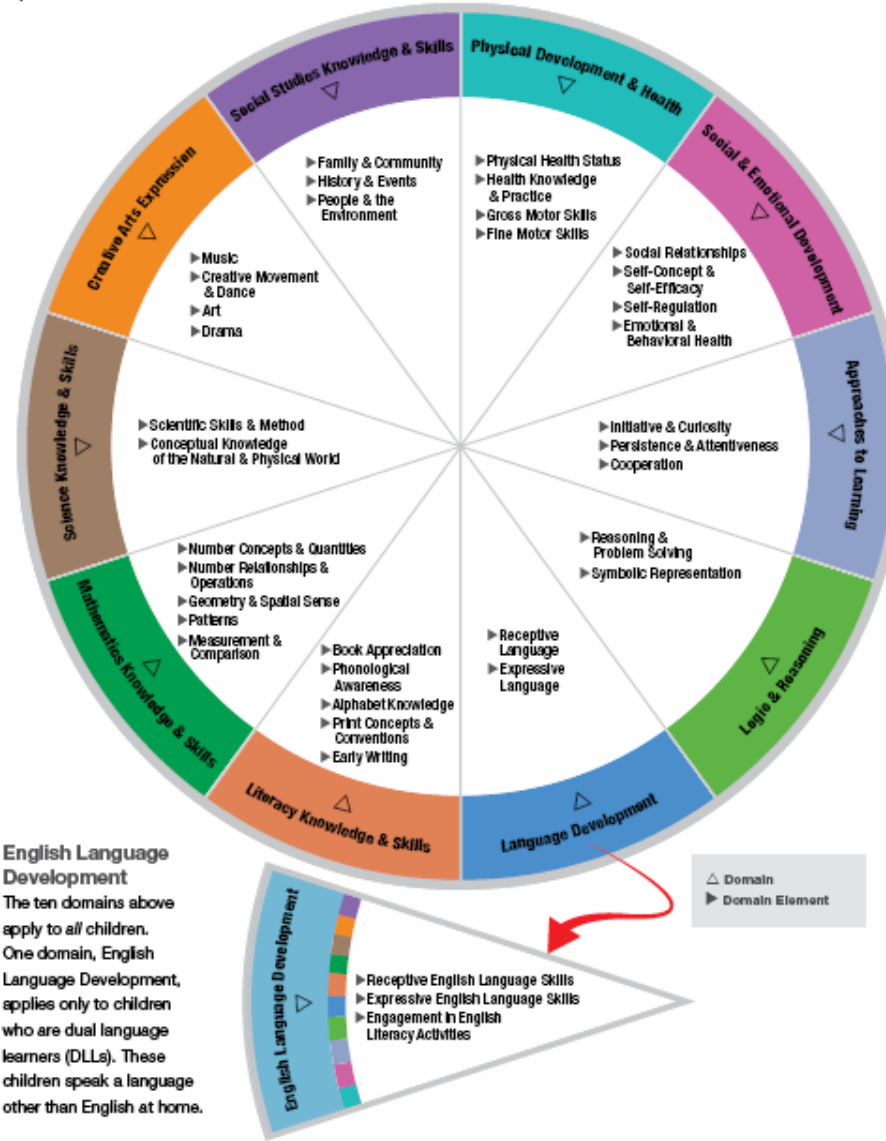 Social Studies Knowledge & Skills
Physical Development & Health
Social & Emotional Development
Approaches to Learning
Logic & Reasoning
Language Development
Literacy Knowledge & Skills
Mathematics Knowledge & Skills
Science Knowledge & Skills
Creative Arts Expression
Family & Community
History & Events
People & the
Environment
Physical Health Status
Health Knowledge
& Practice
Gross Motor Skills
Fine Motor Skills
Social Relationships
Self-Concept &
Self-Efficacy
Self-Regulation
Emotional &
Behavioral Health
Initiative & Curiosity
Persistence & Attentiveness
Cooperation
Reasoning &
Problem Solving
Symbolic Representation
Receptive
Language
Expressive
Language
Book Appreciation
Phonological
Awareness
Alphabet Knowledge
Print Concepts &
Conventions
Early Writing
Number Concepts & Quantities
Number Relationships &
Operations
Geometry & Spatial Sense
Patterns
Measurement &
Comparison
Scientific Skills & Method
Conceptual Knowledge
of the Natural & Physical World
Music
Creative Movement
& Dance
Art
Drama
English Language
Development
The ten domains above
apply to all children.
One domain, English
Language Development,
applies only to children
who are dual language
learners (DLLs). These
children speak a language
other than English at home.
English Language Development
Receptive English Language Skills
Expressive English Language Skills
Engagement in English
Literacy Activities
Domain
Domain Element